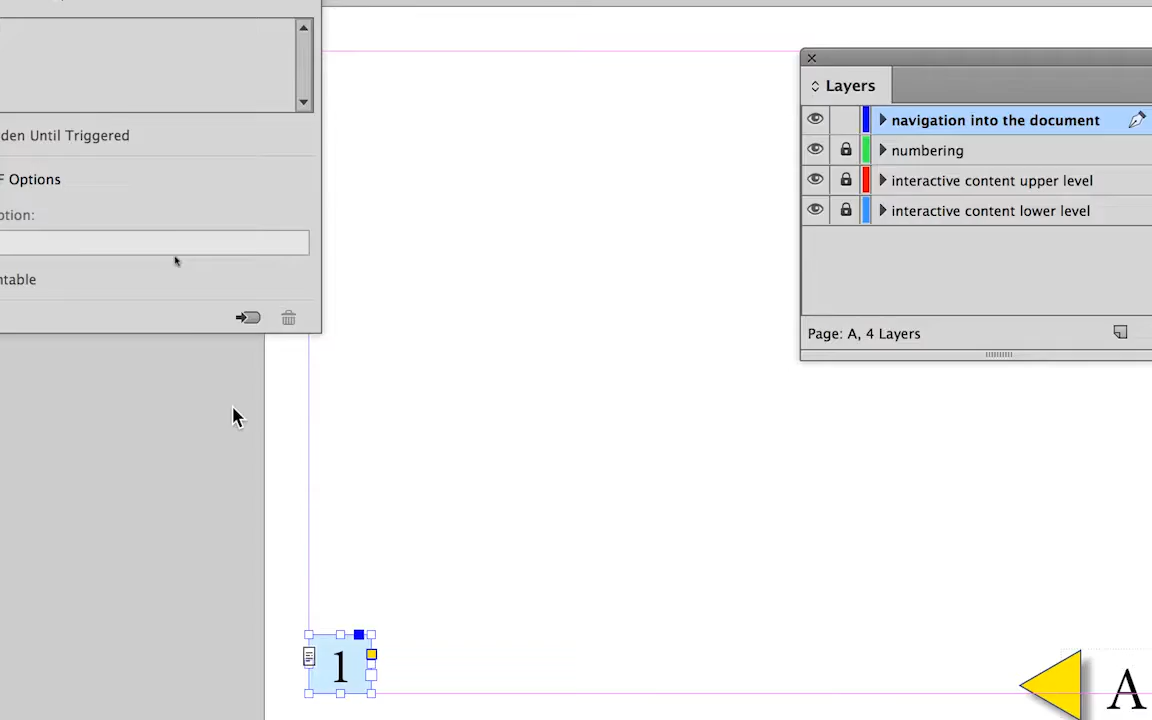 Layers
navigation into the document
numbering
interactive content upper level
interactive content lower level
Page: A, 4 Layers
den Until Triggered
F Options
tion:
ntable
1
A